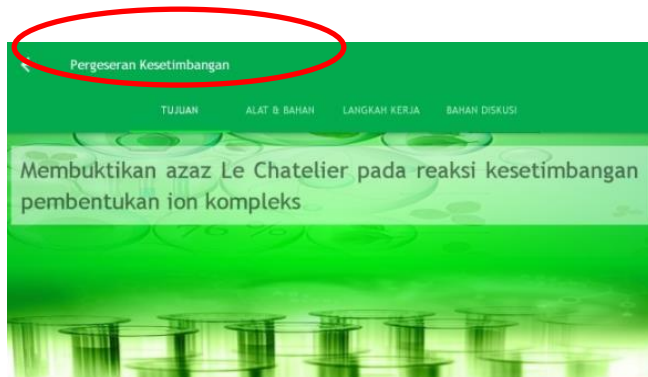 Pergeseran Kesetimbangan
TUJUAN ALAT & BAHAN LANGKAH KERJA BAHAN DISKUSI
Membuktikan azaz Le Chatelier pada reaksi kesetimbangan
pembentukan ion kompleks